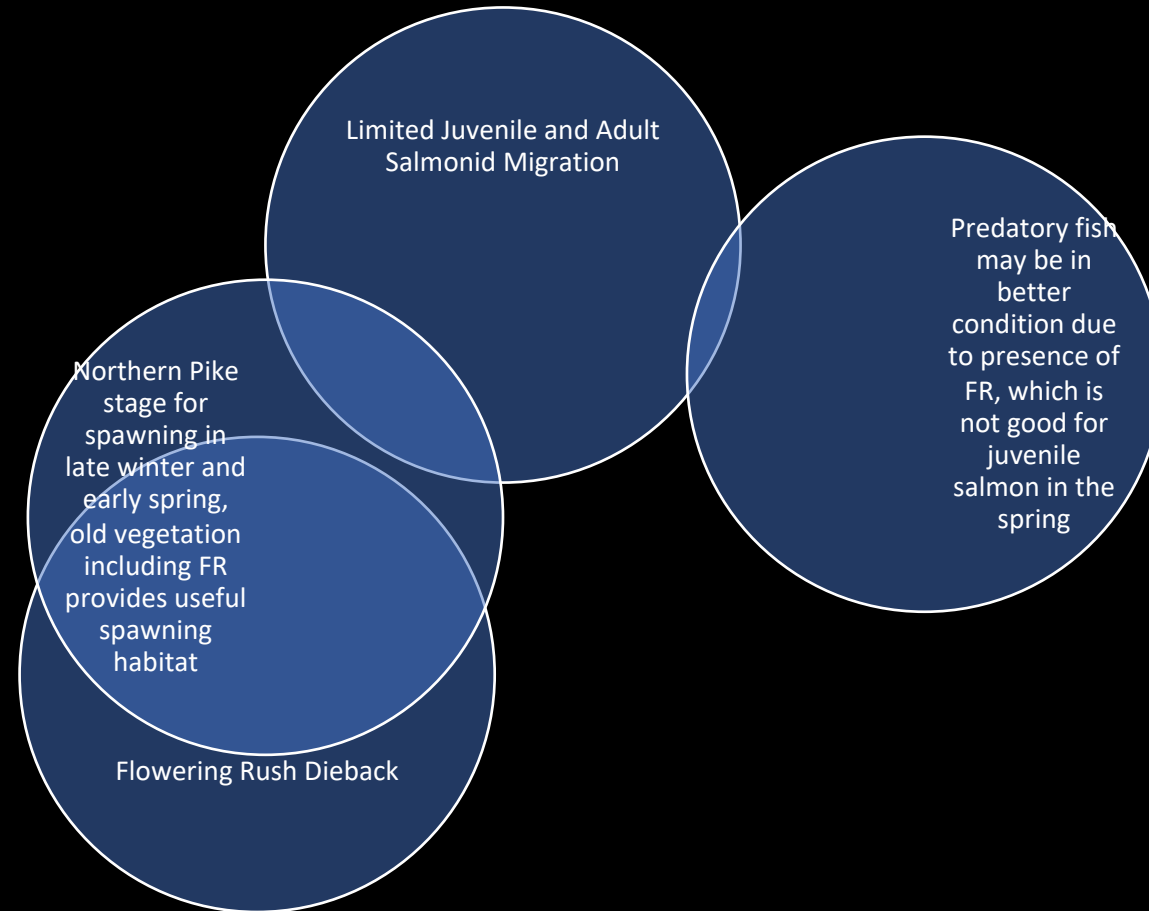 Limited Juvenile and Adult
Salmonid Migration
Predatory fish
may be in
better
condition due
to presence of
FR, which is
not good for
juvenile
salmon in the
spring
Northern Pike
stage for
spawning in
late winter and
early spring,
old vegetation
including FR
provides useful
spawning
habitat
Flowering Rush Dieback